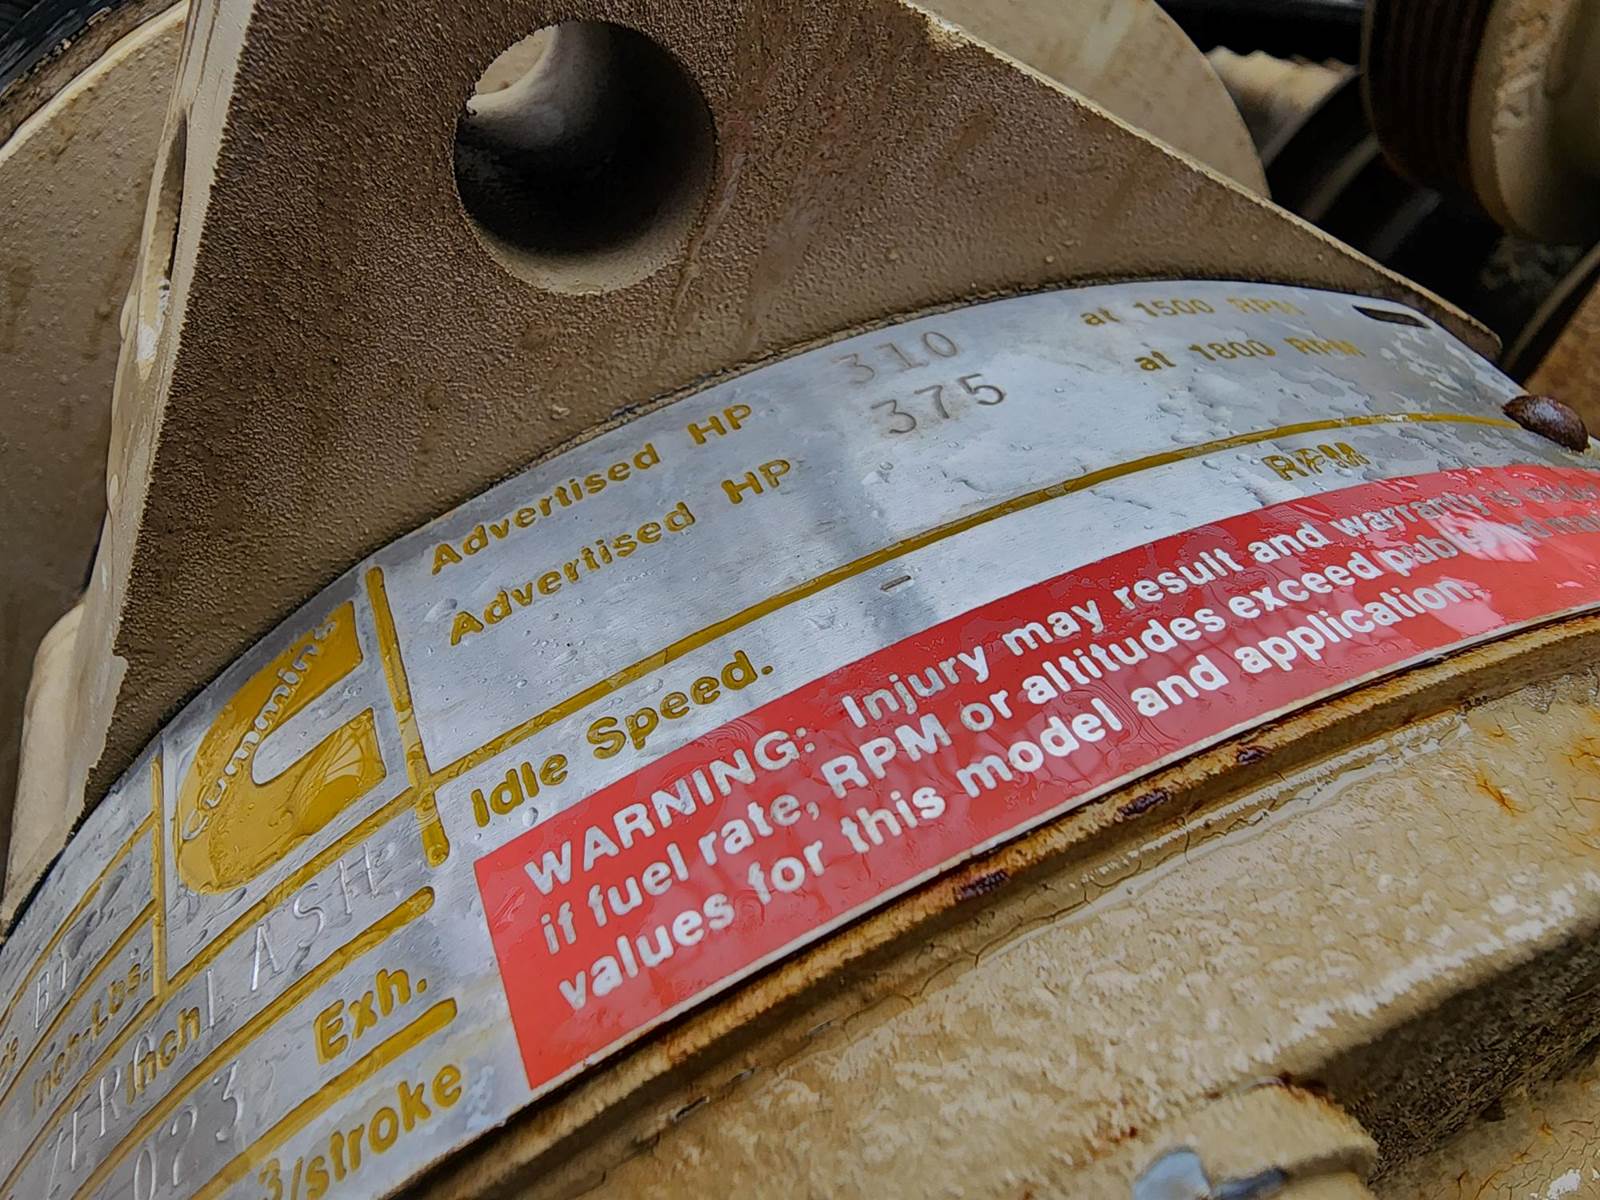 Advertised HP 310 at 1500 RPM
Advertised HP 375 at 1800 RPM
Idle Speed. - RPM
WARNING: Injury may result and warranty is
if fuel rate, RPM or altitudes exceed
values for this model and application.
Cummins
Inch-Lbs.
Inch LASH
023 Exh.
3/stroke